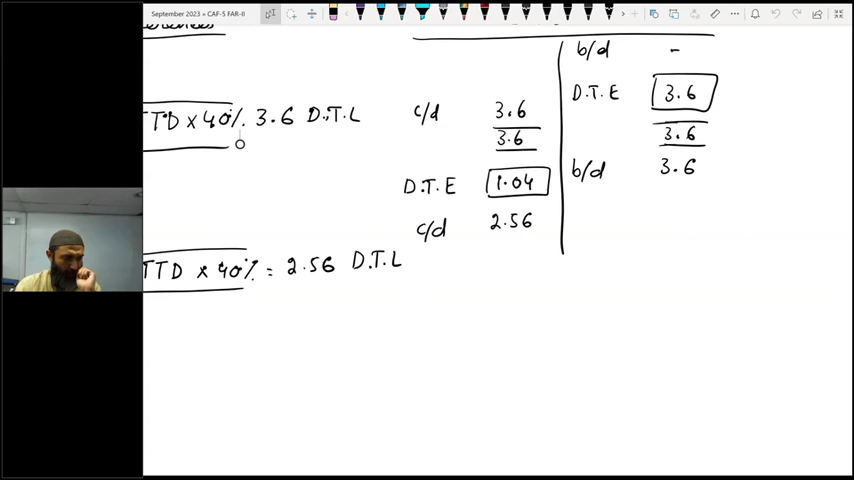 September 2023 » CAF-5 FAR-II
b/d -
TTD x 40% 3.6 D.T.L
c/d 3.6
3.6
D.T.E 1.04
c/d 2.56
D.T.E 3.6
3.6
b/d 3.6
TTD x 40% = 2.56 D.T.L